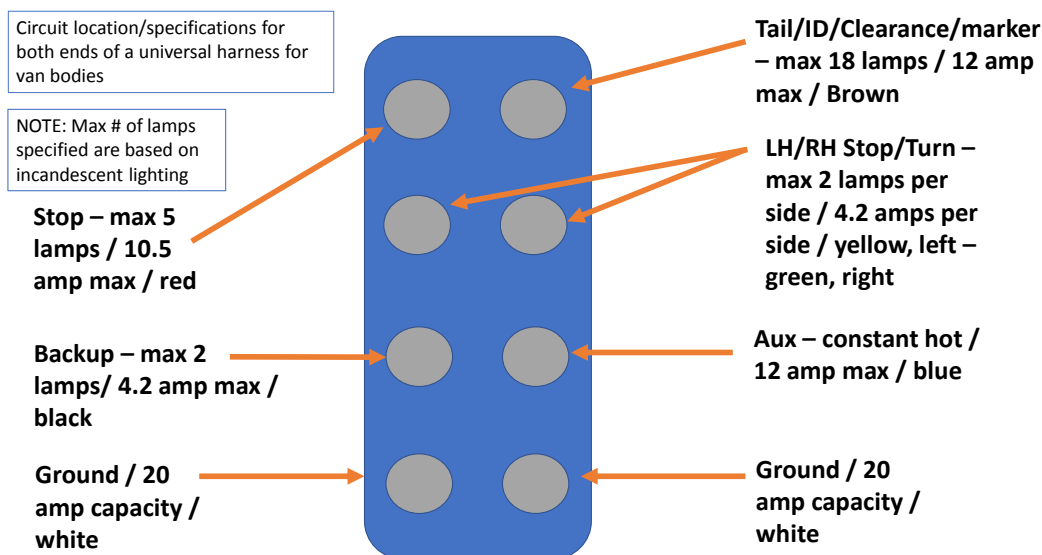 Circuit location/specifications for
both ends of a universal harness for
van bodies
NOTE: Max # of lamps
specified are based on
incandescent lighting
Stop – max 5
lamps / 10.5
amp max / red
Backup – max 2
lamps/ 4.2 amp max /
black
Ground / 20
amp capacity /
white
Tail/ID/Clearance/marker
– max 18 lamps / 12 amp
max / Brown
LH/RH Stop/Turn –
max 2 lamps per
side / 4.2 amps per
side / yellow, left –
green, right
Aux – constant hot /
12 amp max / blue
Ground / 20
amp capacity /
white